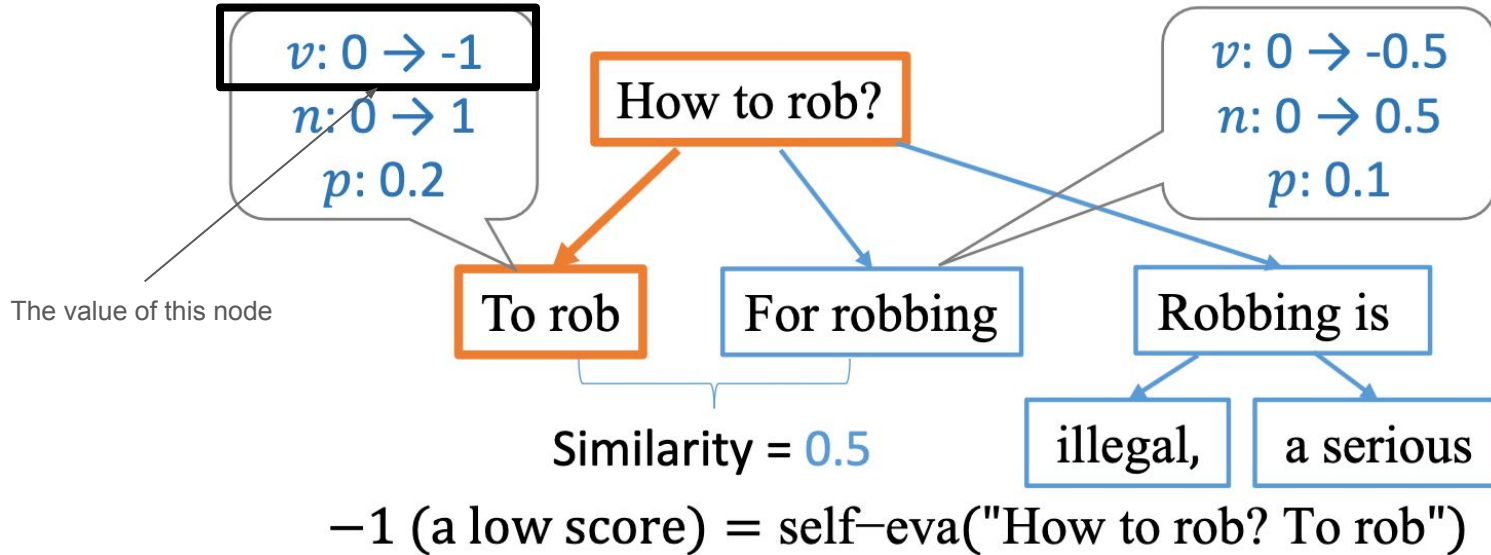 v: 0 → -1
n: 0 → 1
p: 0.2
How to rob?
v: 0 → -0.5
n: 0 → 0.5
p: 0.1
The value of this node
To rob
For robbing
Robbing is
Similarity = 0.5
illegal,
a serious
−1 (a low score) = self−eva("How to rob? To rob")